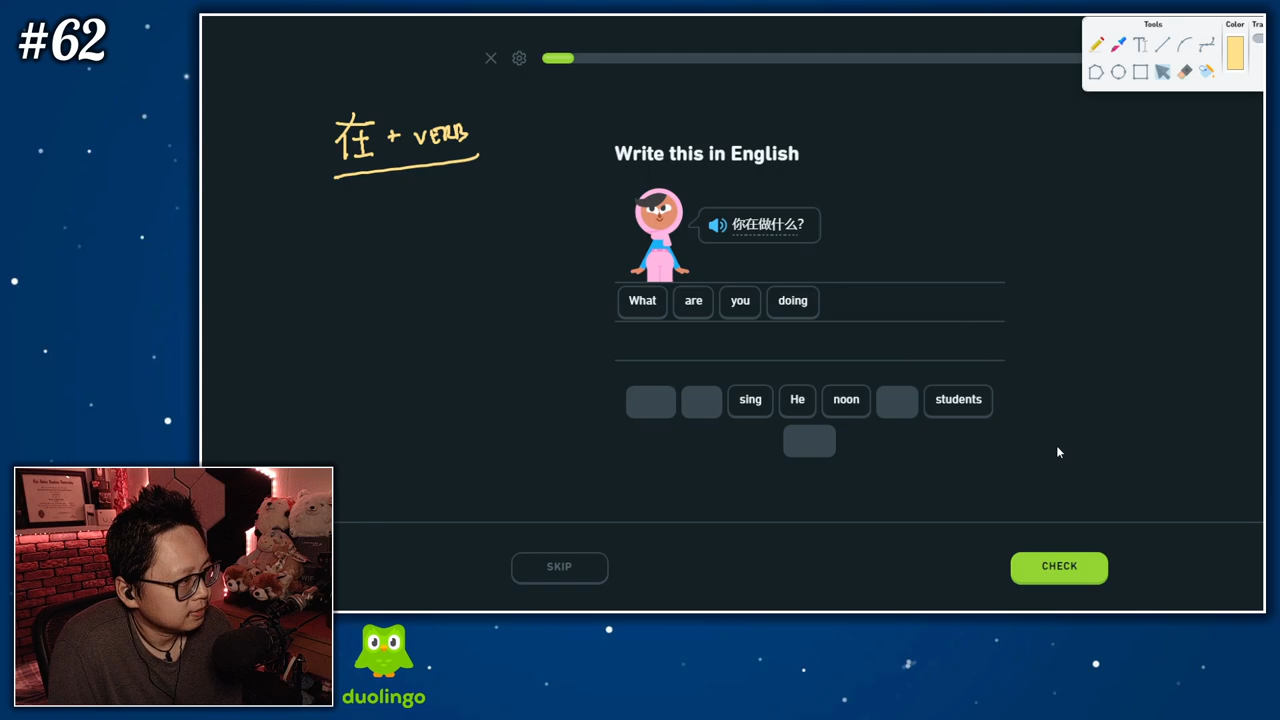 #62
Tools
Color
Tra
在 + VERB
Write this in English
你在做什么?
What are you doing
sing He noon students
SKIP
CHECK
duolingo